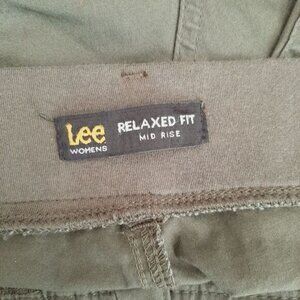 Lee
WOMENS
RELAXED FIT
MID RISE